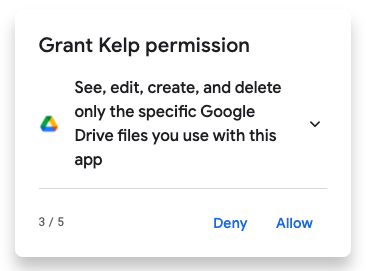 Grant Kelp permission
See, edit, create, and delete
only the specific Google
Drive files you use with this
app
3 / 5
Deny
Allow